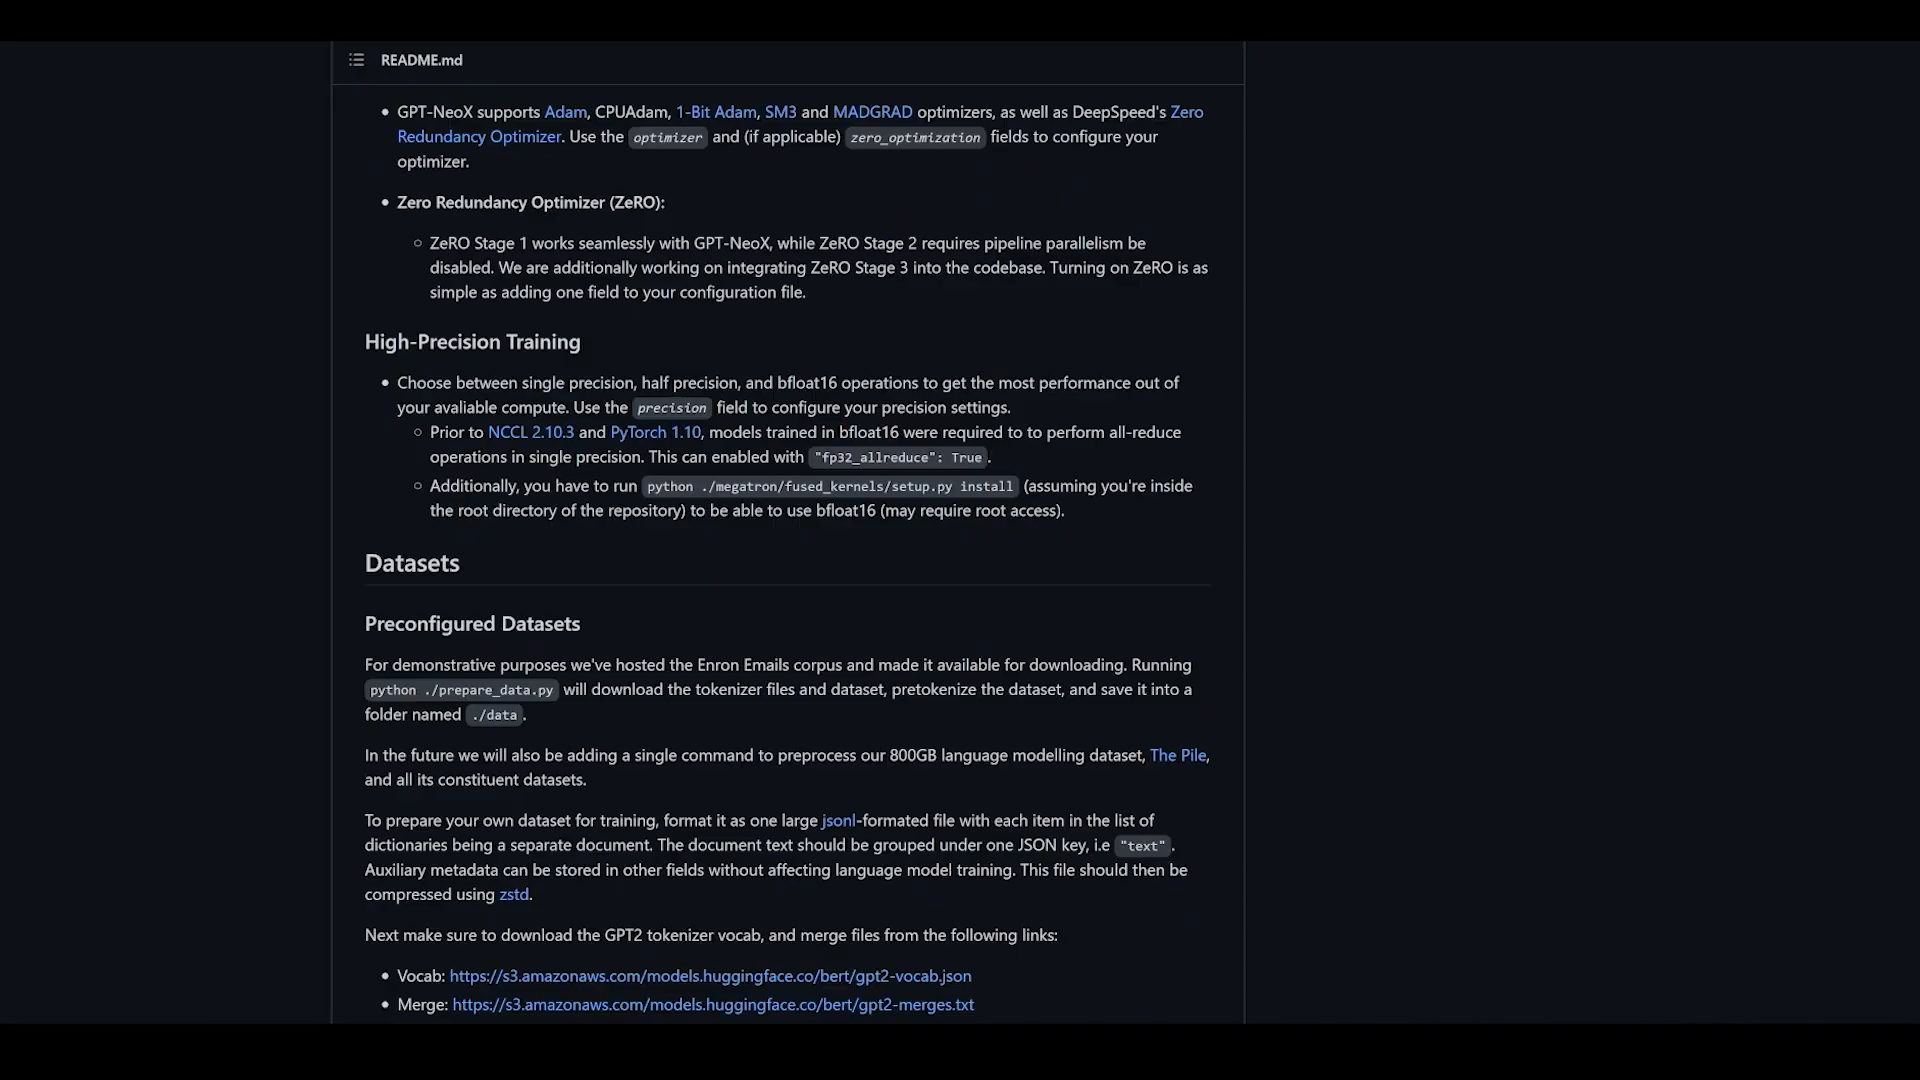 README.md
• GPT-NeoX supports Adam, CPUAdam, 1-Bit Adam, SM3 and MADGRAD optimizers, as well as DeepSpeed's Zero
Redundancy Optimizer. Use the optimizer and (if applicable) zero_optimization fields to configure your
optimizer.
• Zero Redundancy Optimizer (ZeRO):
○ ZeRO Stage 1 works seamlessly with GPT-NeoX, while ZeRO Stage 2 requires pipeline parallelism be
disabled. We are additionally working on integrating ZeRO Stage 3 into the codebase. Turning on ZeRO is as
simple as adding one field to your configuration file.
High-Precision Training
• Choose between single precision, half precision, and bfloat16 operations to get the most performance out of
your avaliable compute. Use the precision field to configure your precision settings.
○ Prior to NCCL 2.10.3 and PyTorch 1.10, models trained in bfloat16 were required to to perform all-reduce
operations in single precision. This can enabled with "fp32_allreduce": True.
○ Additionally, you have to run python ./megatron/fused_kernels/setup.py install (assuming you're inside
the root directory of the repository) to be able to use bfloat16 (may require root access).
Datasets
Preconfigured Datasets
For demonstrative purposes we've hosted the Enron Emails corpus and made it available for downloading. Running
python ./prepare_data.py will download the tokenizer files and dataset, pretokenize the dataset, and save it into a
folder named ./data.
In the future we will also be adding a single command to preprocess our 800GB language modelling dataset, The Pile,
and all its constituent datasets.
To prepare your own dataset for training, format it as one large jsonl-formated file with each item in the list of
dictionaries being a separate document. The document text should be grouped under one JSON key, i.e "text".
Auxiliary metadata can be stored in other fields without affecting language model training. This file should then be
compressed using zstd.
Next make sure to download the GPT2 tokenizer vocab, and merge files from the following links:
• Vocab: https://s3.amazonaws.com/models.huggingface.co/bert/gpt2-vocab.json
• Merge: https://s3.amazonaws.com/models.huggingface.co/bert/gpt2-merges.txt